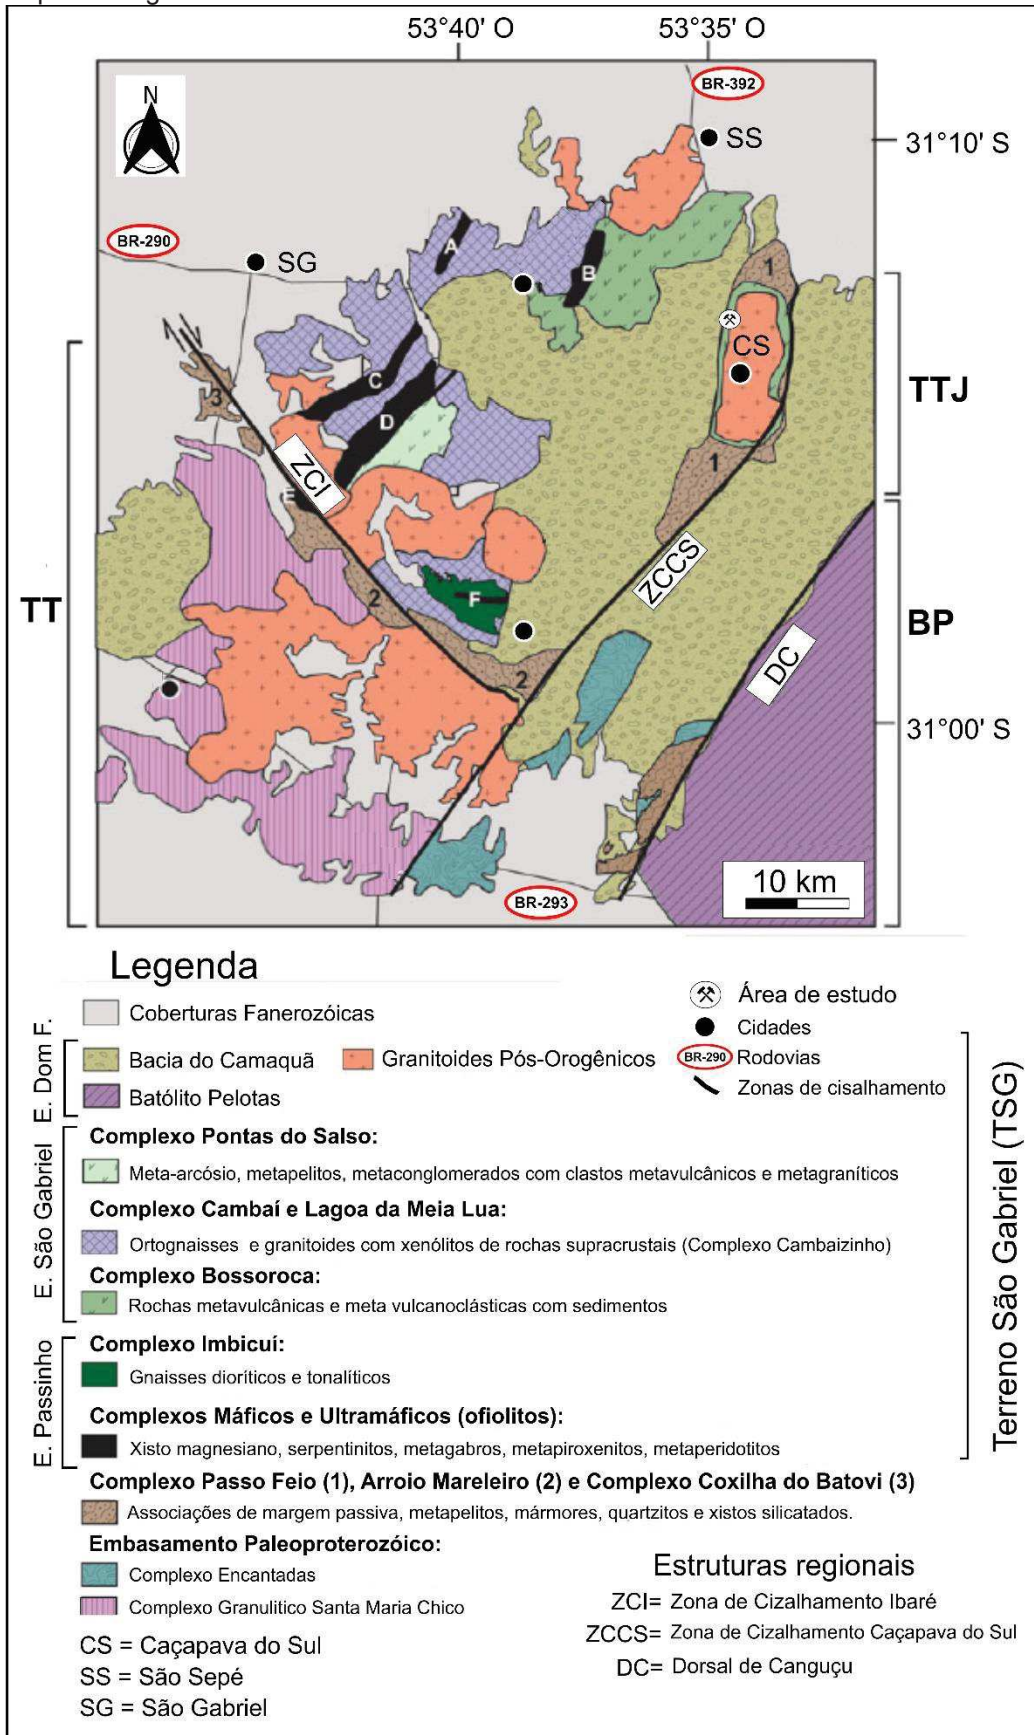 53°40' O 53°35' O
BR-392
N
SS
31°10' S
BR-290
SG
A
B
1
CS
C
TTJ
3
D
1
ZCI
E
ZCCS
F
TT
2
BP
2
DC
31°00' S
10 km
BR-293
Legenda
Coberturas Fanerozóicas
Área de estudo
Cidades
E. Dom F.
Bacia do Camaquã Granitoides Pós-Orogênicos
BR-290 Rodovias
Batólito Pelotas
Zonas de cisalhamento
E. São Gabriel
Complexo Pontas do Salso:
Meta-arcósio, metapelitos, metaconglomerados com clastos metavulcânicos e metagraníticos
Complexo Cambaí e Lagoa da Meia Lua:
Ortognaisses e granitoides com xenólitos de rochas supracrustais (Complexo Cambaizinho)
Complexo Bossoroca:
Rochas metavulcânicas e meta vulcanoclásticas com sedimentos
E. Passinho
Complexo Imbicuí:
Gnaisses dioríticos e tonalíticos
Complexos Máficos e Ultramáficos (ofiolitos):
Xisto magnesiano, serpentinitos, metagabros, metapiroxenitos, metaperidotitos
Terreno São Gabriel (TSG)
Complexo Passo Feio (1), Arroio Mareleiro (2) e Complexo Coxilha do Batovi (3)
Associações de margem passiva, metapelitos, mármores, quartzitos e xistos silicatados.
Embasamento Paleoproterozóico:
Complexo Encantadas
Complexo Granulitico Santa Maria Chico
CS = Caçapava do Sul
SS = São Sepé
SG = São Gabriel
Estruturas regionais
ZCI= Zona de Cizalhamento Ibaré
ZCCS= Zona de Cizalhamento Caçapava do Sul
DC= Dorsal de Canguçu